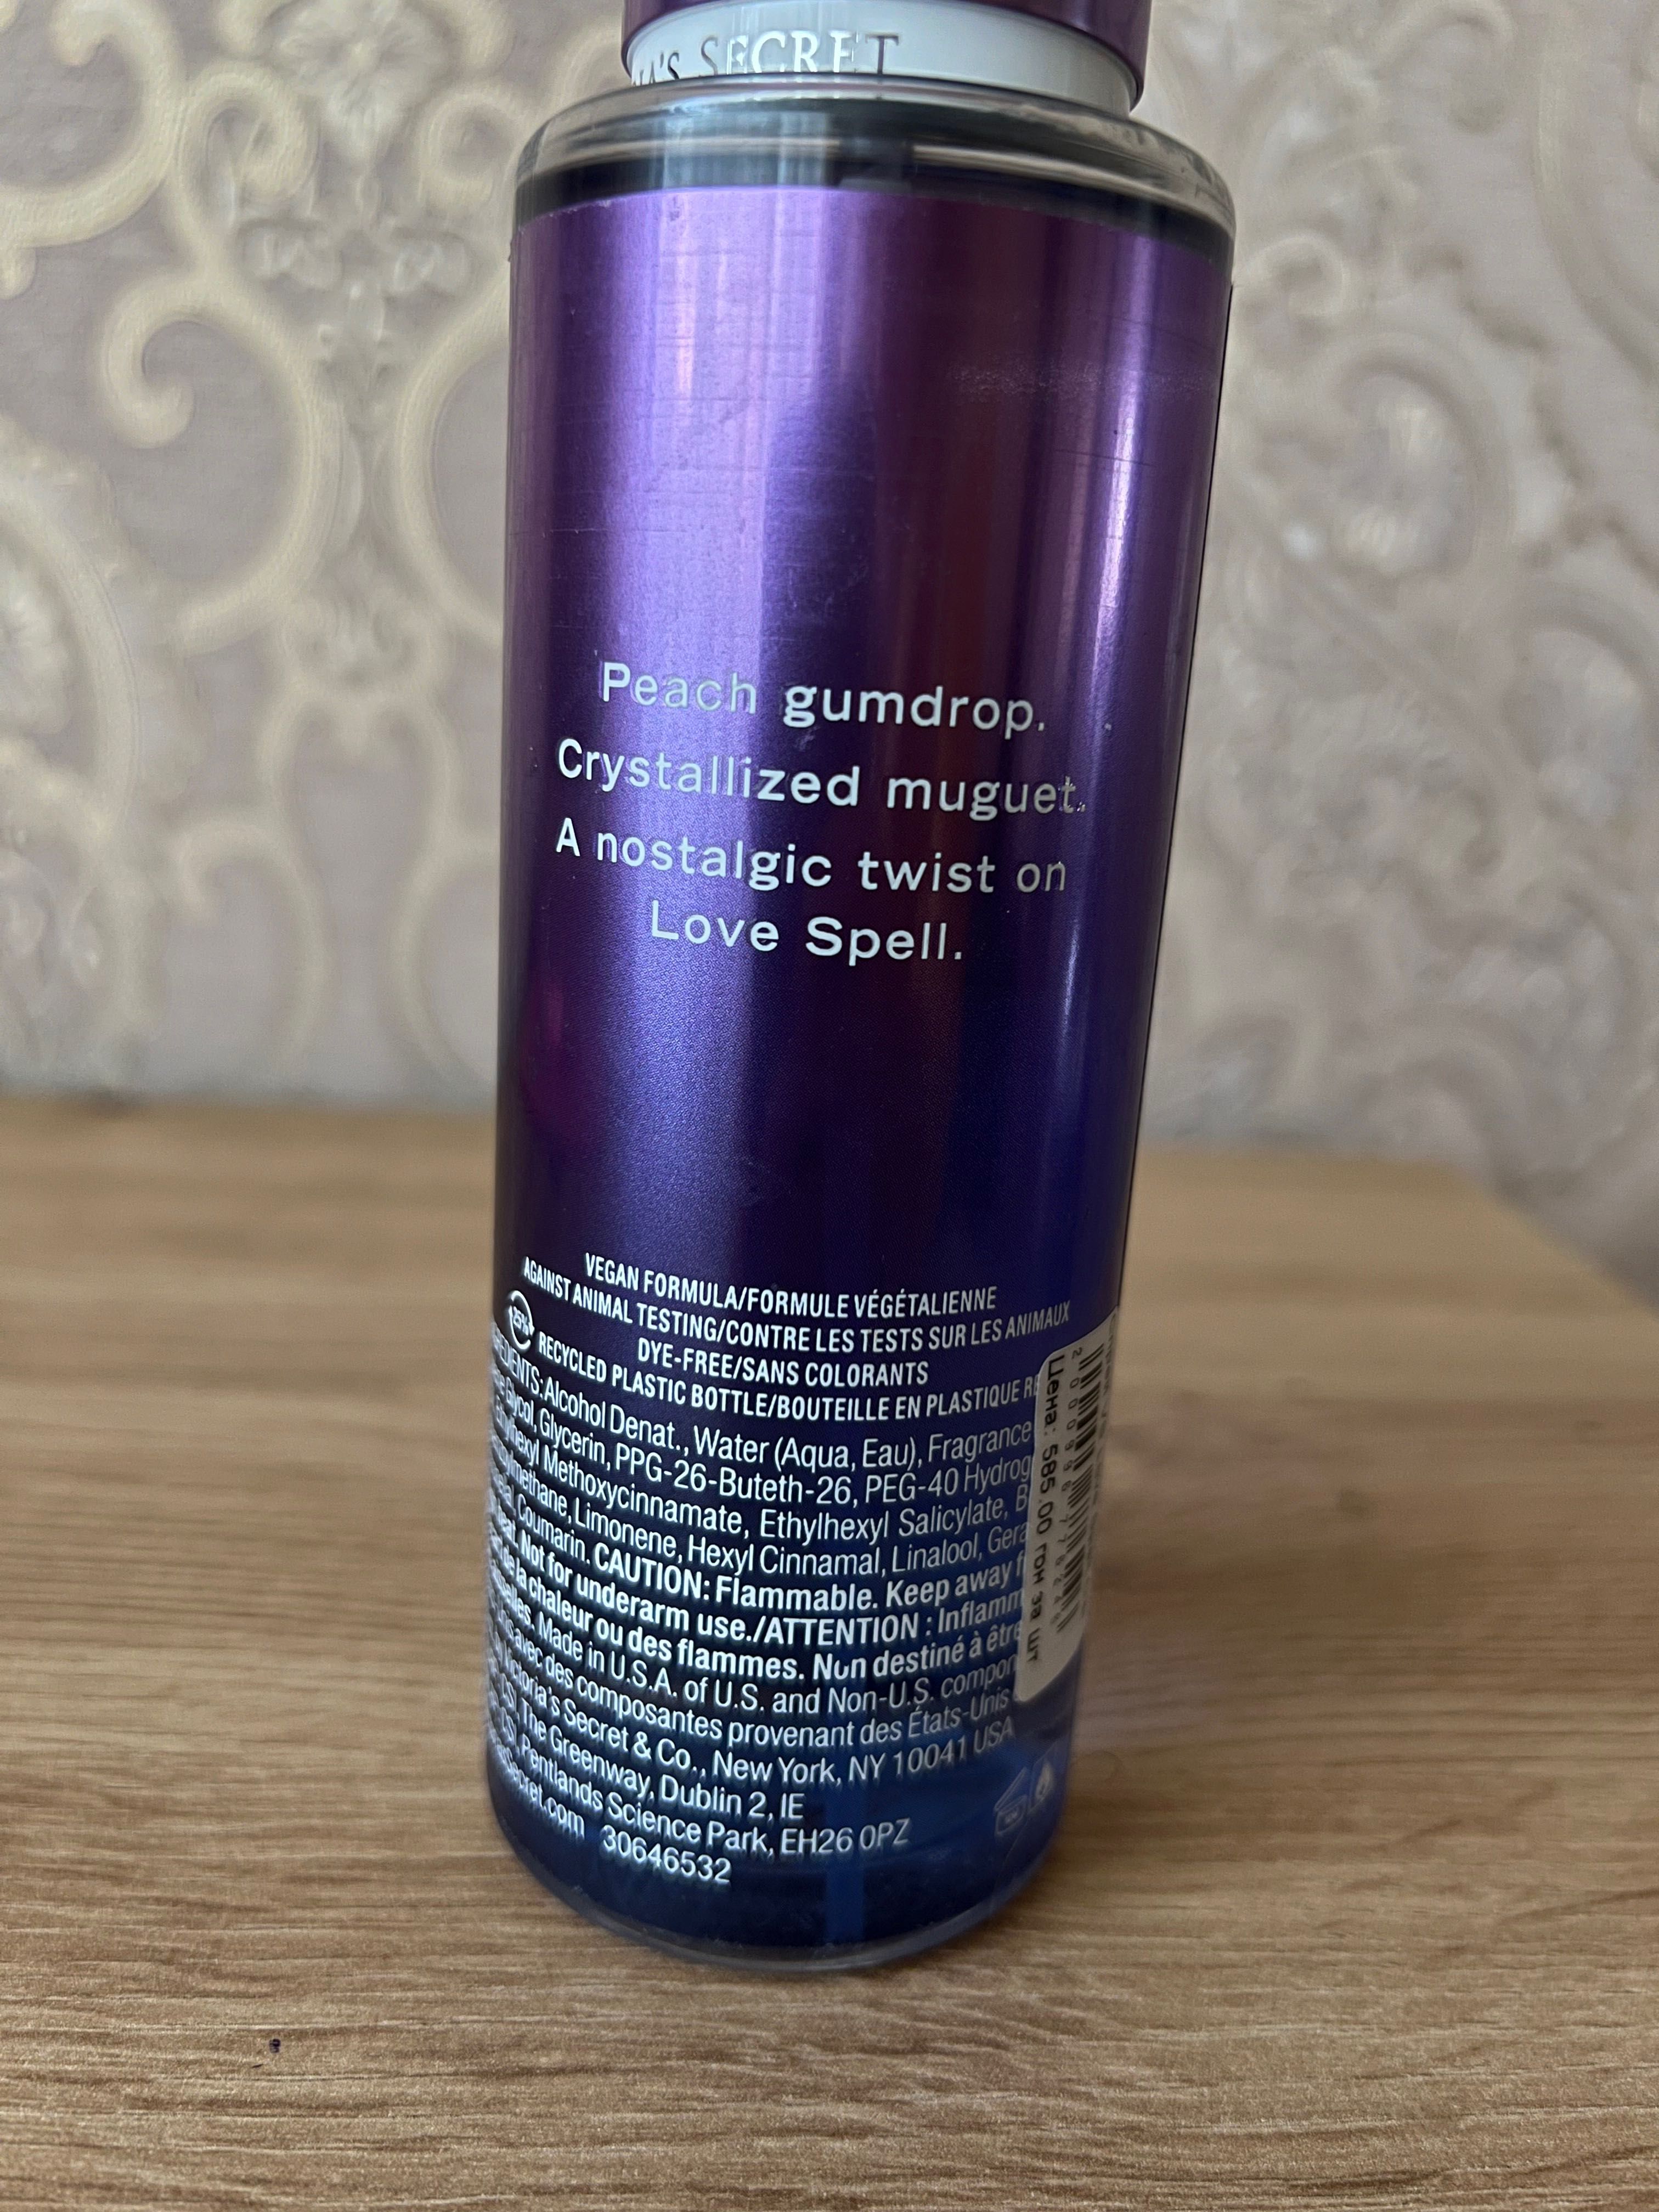 SECRET
Peach gumdrop.
Crystallized muguet.
A nostalgic twist on
Love Spell.
VEGAN FORMULA/FORMULE VÉGÉTALIENNE
AGAINST ANIMAL TESTING/CONTRE LES TESTS SUR LES ANIMAUX
DYE-FREE/SANS COLORANTS
RECYCLED PLASTIC BOTTLE/BOUTEILLE EN PLASTIQUE
Alcohol Denat., Water (Aqua, Eau), Fragrance
Glycol, Glycerin, PPG-26-Buteth-26, PEG-40
Methoxycinnamate, Ethylhexyl Salicylate,
Limonene, Hexyl Cinnamal, Linalool,
Coumarin. CAUTION: Flammable. Keep away
Not for underarm use./ATTENTION :
de la chaleur ou des flammes. Non destiné à être
Made in U.S.A. of U.S. and Non-U.S.
avec des composantes provenant des États-Unis
Victoria's Secret & Co., New York, NY 10041 USA
The Greenway, Dublin 2, IE
Pentlands Science Park, EH26 0PZ
30646532
Цена: 585.00 гом за шт